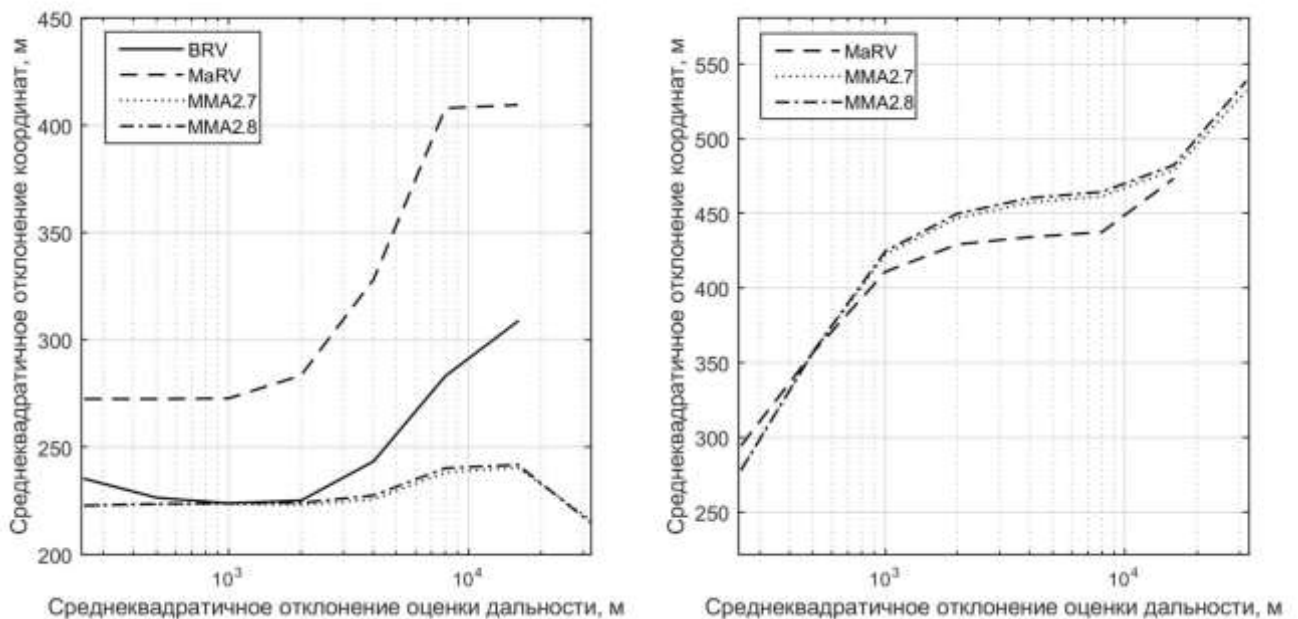 Среднеквадратичное отклонение координат, м
450
400
350
300
250
200
BRV
MaRV
MMA2.7
MMA2.8
10³
10⁴
Среднеквадратичное отклонение оценки дальности, м
Среднеквадратичное отклонение координат, м
550
500
450
400
350
300
250
MaRV
MMA2.7
MMA2.8
10³
10⁴
Среднеквадратичное отклонение оценки дальности, м